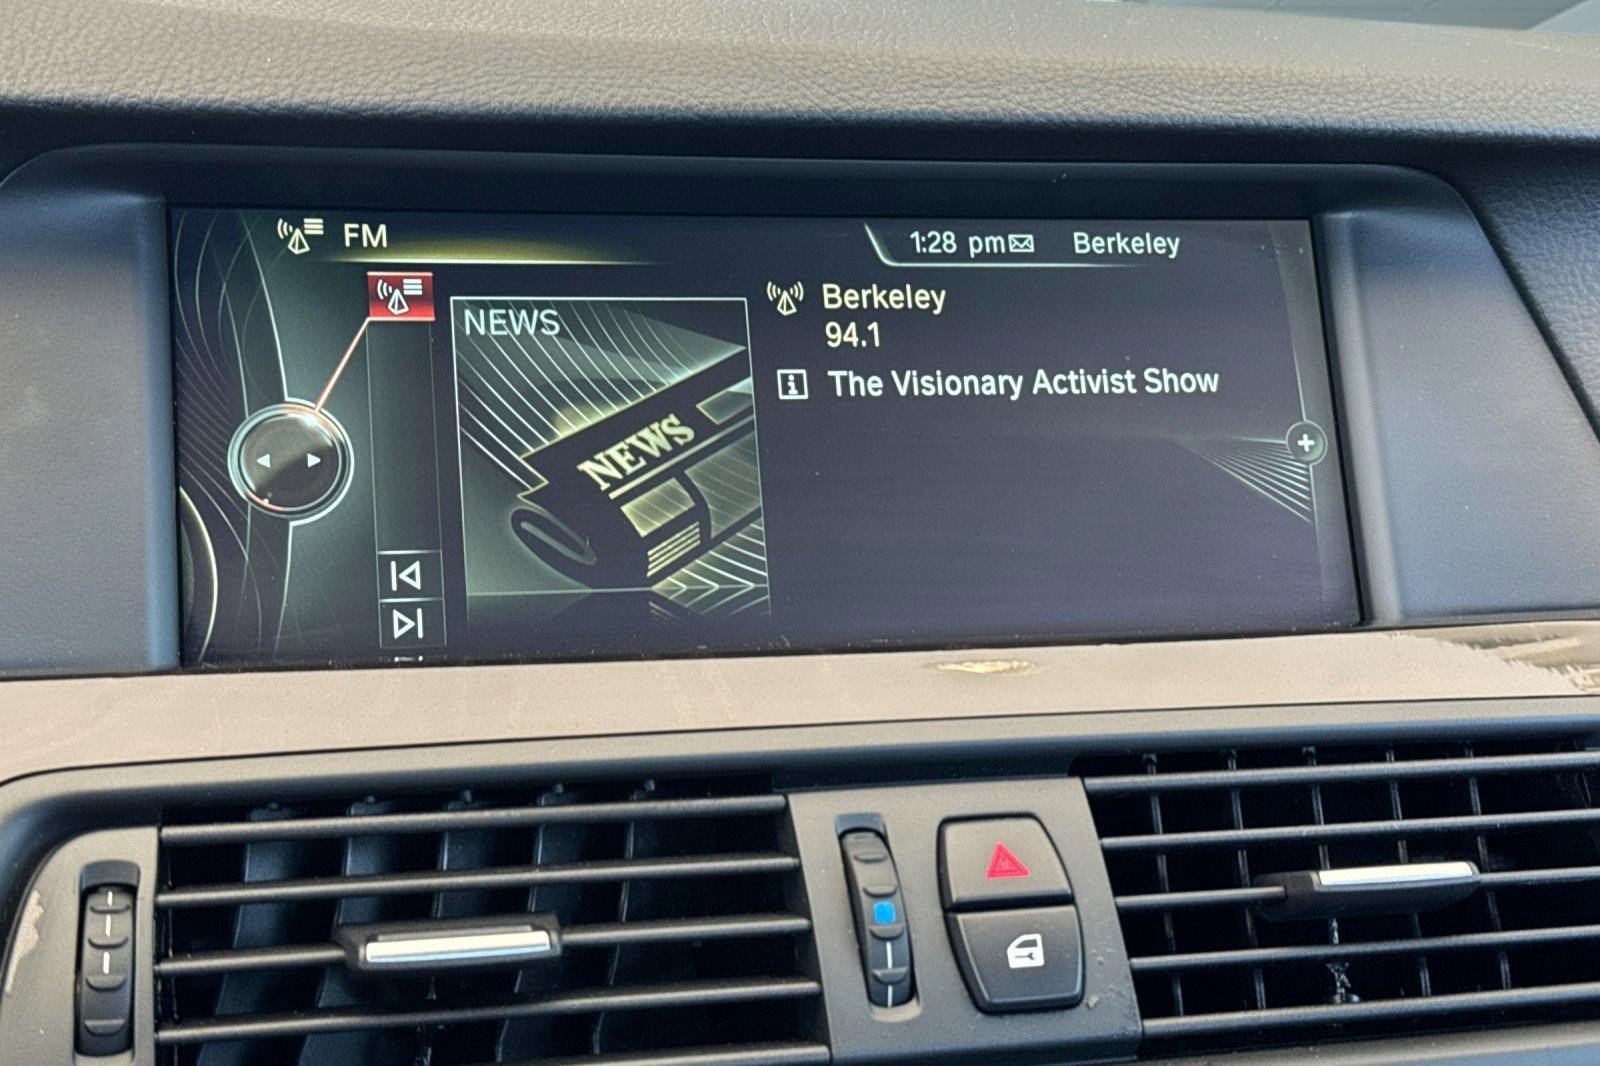 FM
1:28 pm Berkeley
NEWS
NEWS
Berkeley
94.1
The Visionary Activist Show